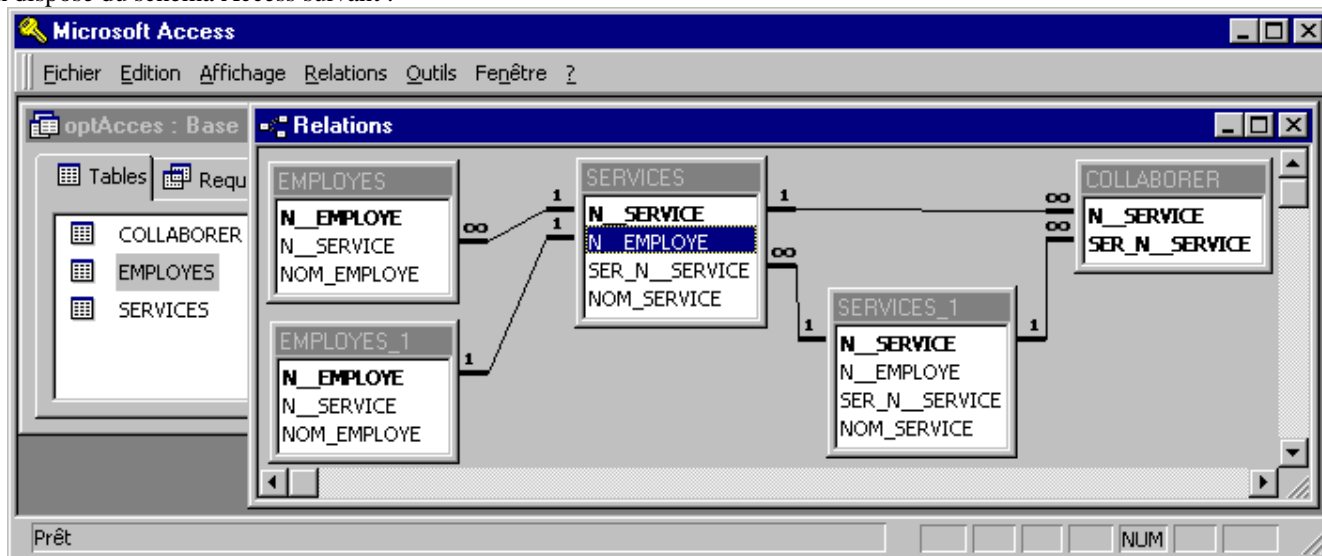 Microsoft Access
Fichier Edition Affichage Relations Outils Fenêtre ?
optAcces : Base
Relations
Tables
Requ
COLLABORER
EMPLOYES
SERVICES
EMPLOYES
N__EMPLOYE
N__SERVICE
NOM_EMPLOYE
∞
1
EMPLOYES_1
N__EMPLOYE
N__SERVICE
NOM_EMPLOYE
1
1
SERVICES
N__SERVICE
N__EMPLOYE
SER_N__SERVICE
NOM_SERVICE
1
∞
∞
∞
SERVICES_1
N__SERVICE
N__EMPLOYE
SER_N__SERVICE
NOM_SERVICE
1
1
COLLABORER
N__SERVICE
SER_N__SERVICE
Prêt
NUM